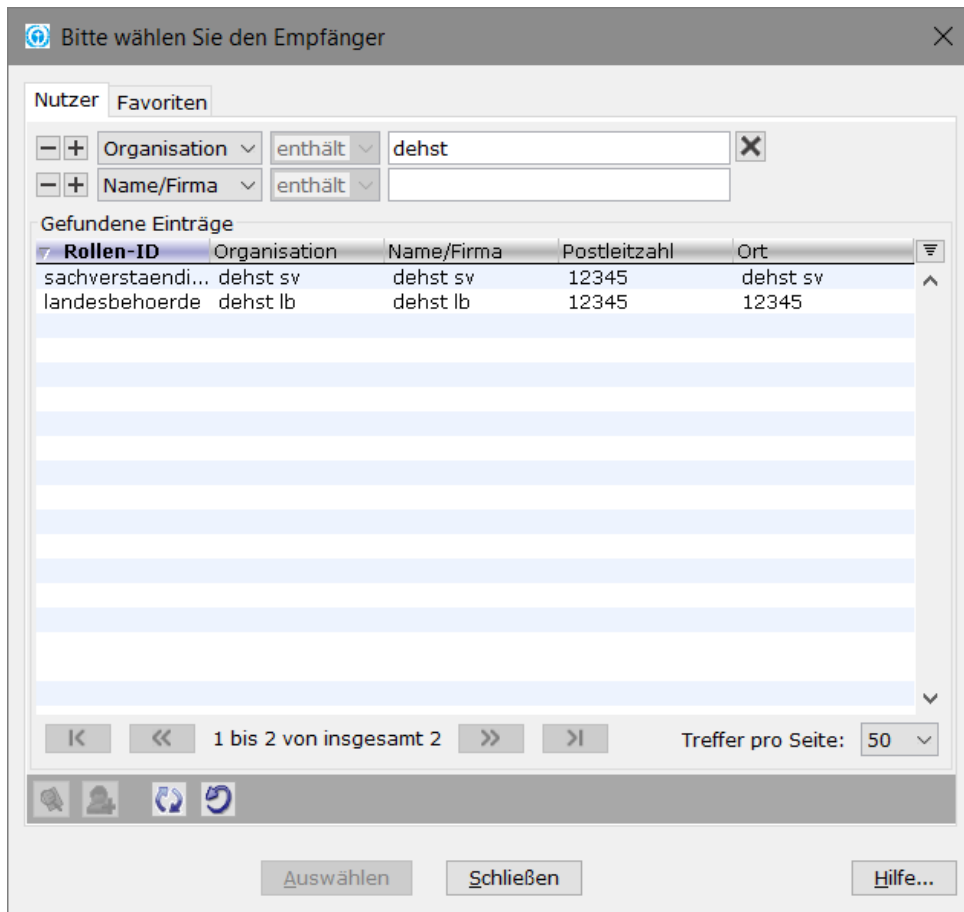 Bitte wählen Sie den Empfänger
Nutzer Favoriten
Organisation enthält dehst
Name/Firma enthält
Gefundene Einträge
Rollen-ID Organisation Name/Firma Postleitzahl Ort
sachverstaendi... dehst sv dehst sv 12345 dehst sv
landesbehoerde dehst lb dehst lb 12345 12345
1 bis 2 von insgesamt 2 Treffer pro Seite: 50
Auswählen Schließen Hilfe...